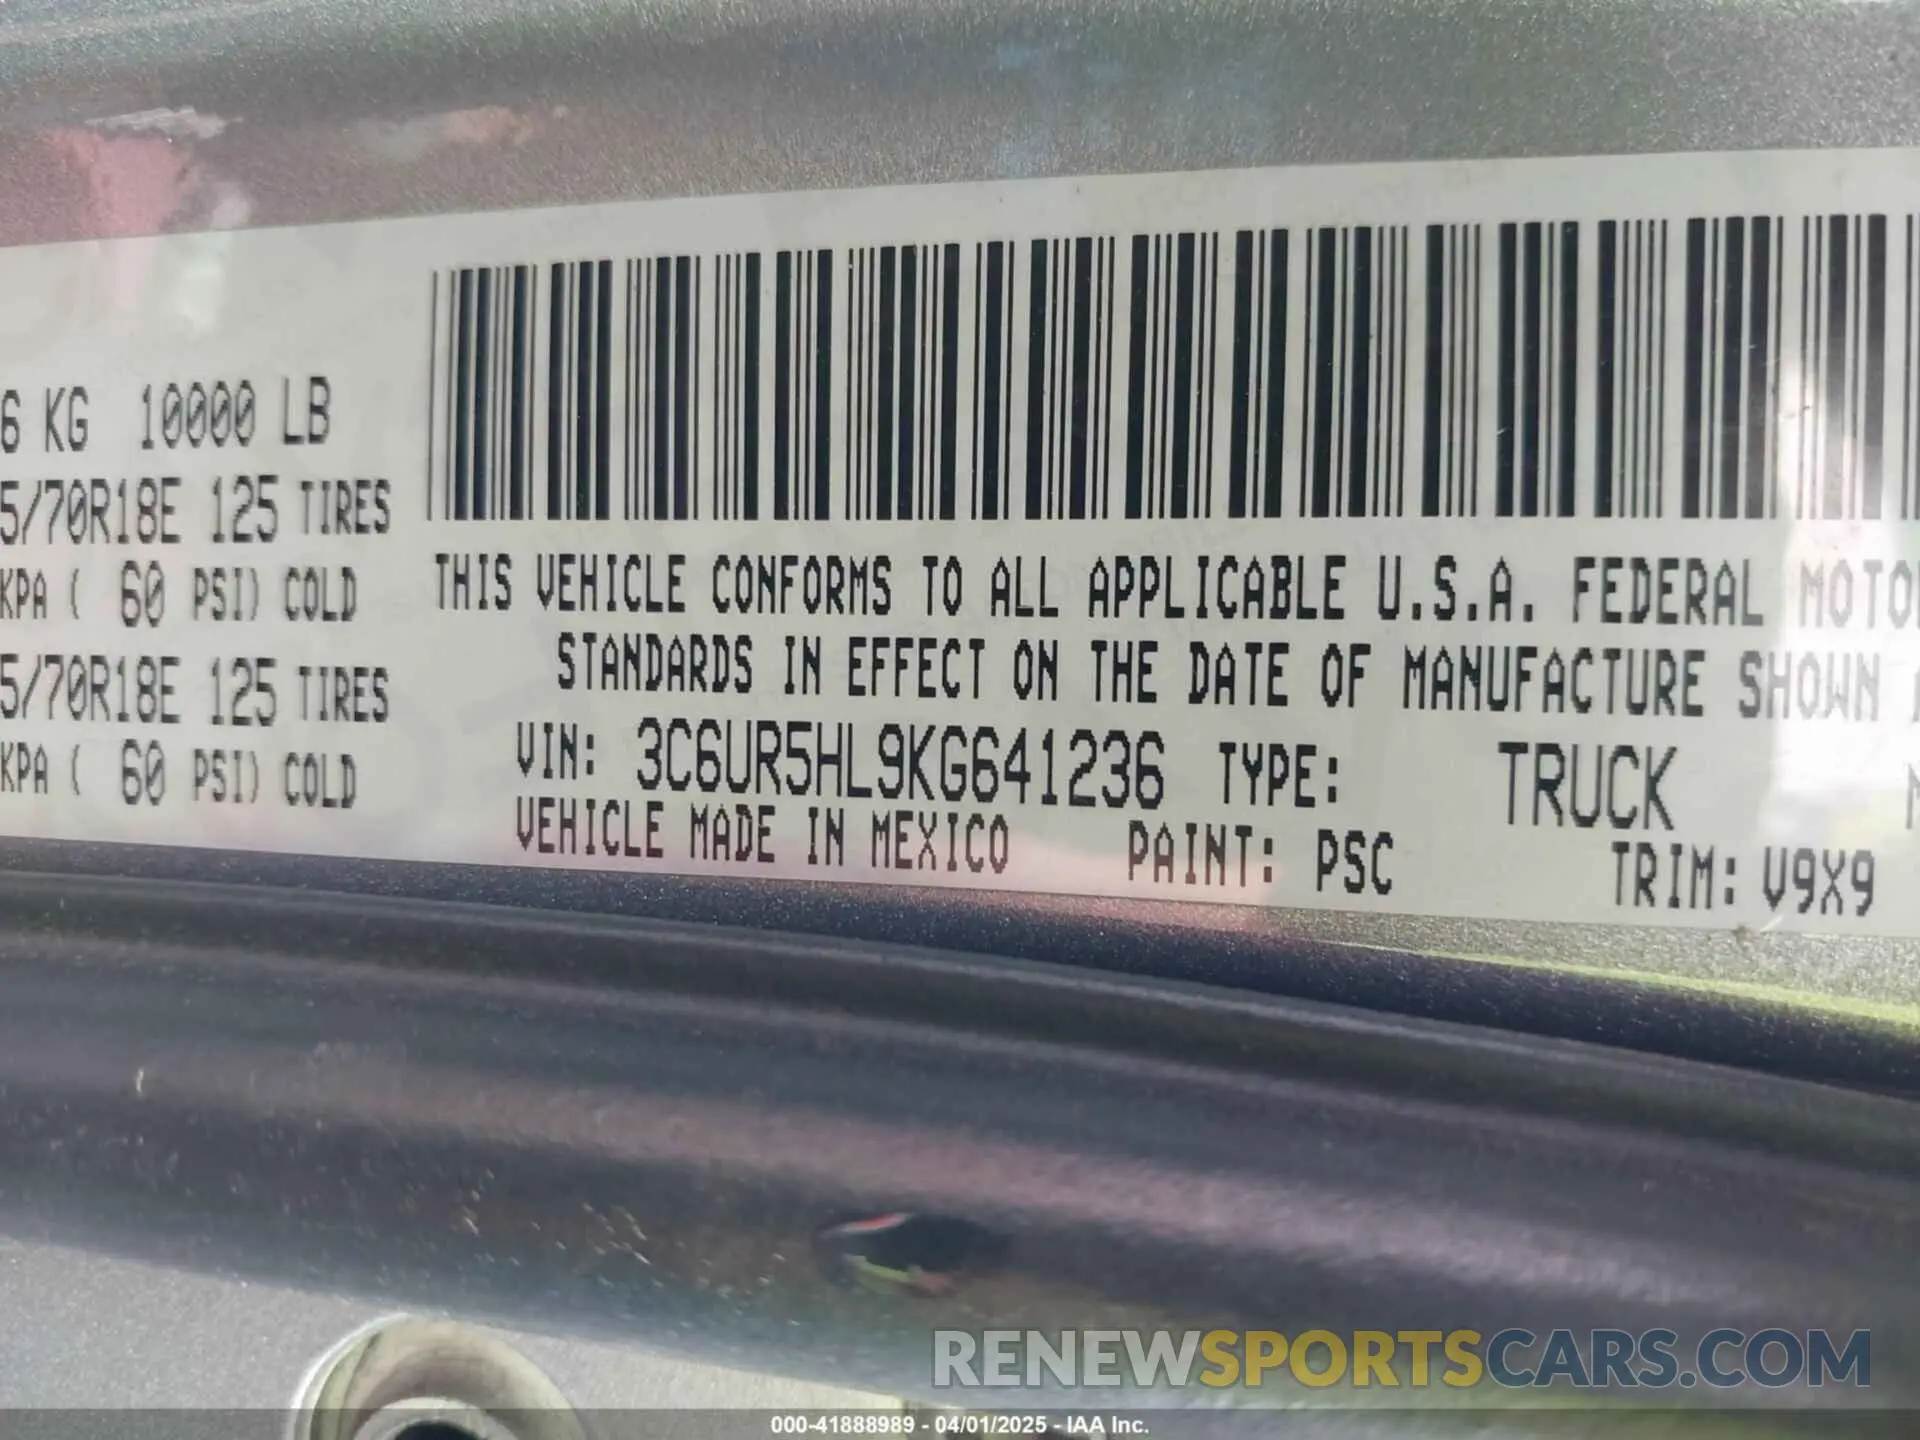 6 KG 10000 LB
5/70R18E 125 TIRES
KPA ( 60 PSI) COLD
5/70R18E 125 TIRES
KPA ( 60 PSI) COLD
THIS VEHICLE CONFORMS TO ALL APPLICABLE U.S.A. FEDERAL MOTO
STANDARDS IN EFFECT ON THE DATE OF MANUFACTURE SHOWN
VIN: 3C6UR5HL9KG641236 TYPE: TRUCK
VEHICLE MADE IN MEXICO PAINT: PSC TRIM: V9X9
RENEWSPORTSCARS.COM
000-41888989 - 04/01/2025 - IAA Inc.